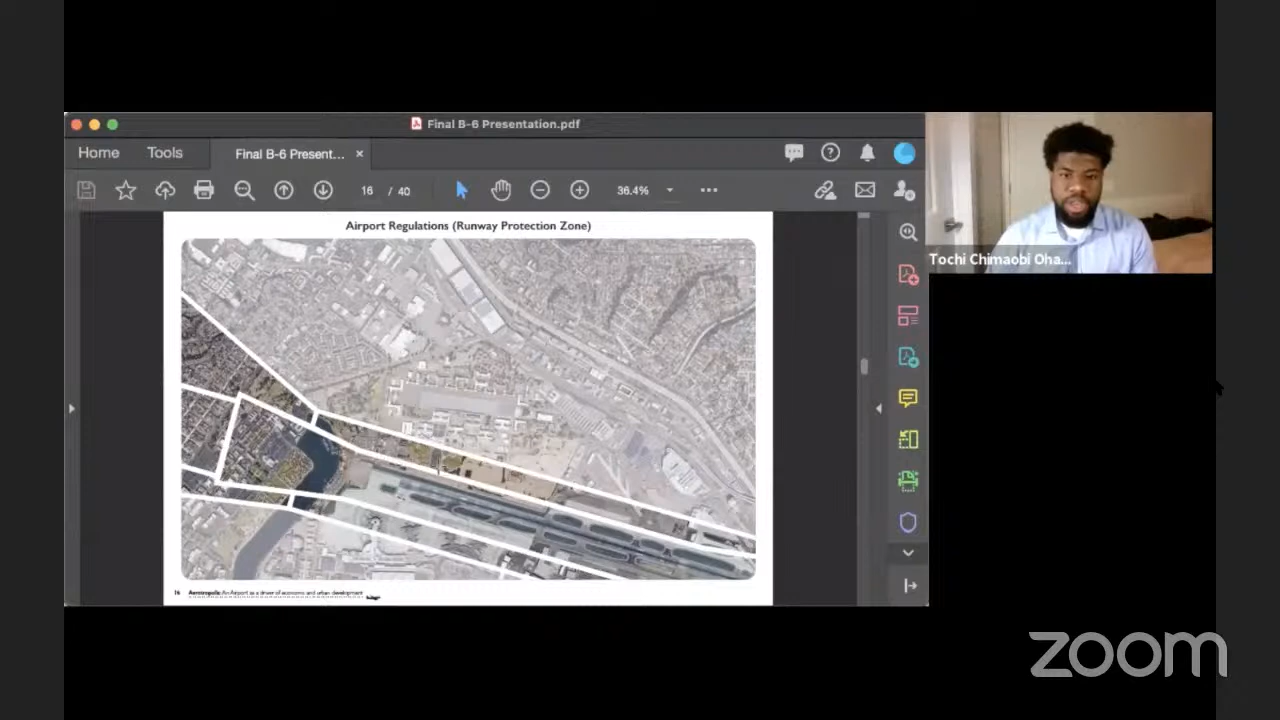 Final B-6 Presentation.pdf
Home Tools Final B-6 Present... ×
16 / 40 36.4%
Airport Regulations (Runway Protection Zone)
Tochi Chimaobi Oha...
16 Aerotropolis: An Airport as a driver of economic and urban development
zoom